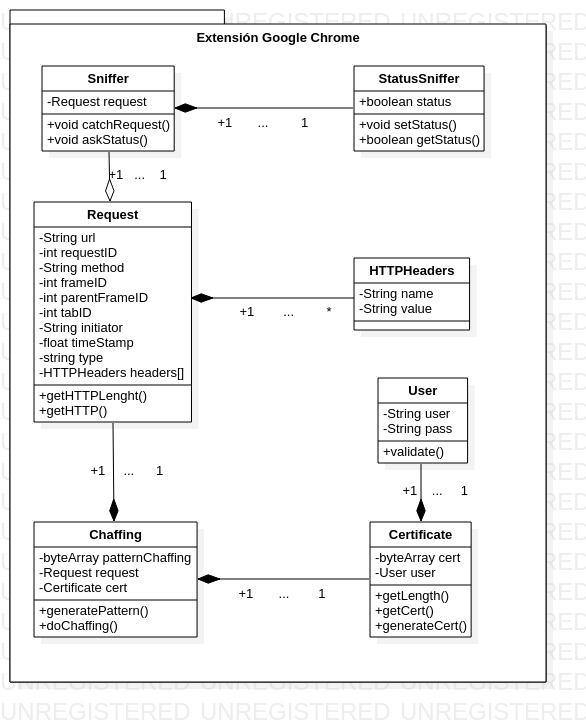 UNREGISTERED UNREGISTERED UNREGISTERED
Extensión Google Chrome
Sniffer
-Request request
+void catchRequest()
+void askStatus()
StatusSniffer
+boolean status
+void setStatus()
+boolean getStatus()
+1 ... 1
+1 ... 1
Request
-String url
-int requestID
-String method
-int frameID
-int parentFrameID
-int tabID
-String initiator
-float timeStamp
-string type
-HTTPHeaders headers[]
+getHTTPLenght()
+getHTTP()
HTTPHeaders
-String name
-String value
+1 ... *
User
-String user
-String pass
+validate()
+1 ... 1
+1 ... 1
Chaffing
-byteArray patternChaffing
-Request request
-Certificate cert
+generatePattern()
+doChaffing()
Certificate
-byteArray cert
-User user
+getLength()
+getCert()
+generateCert()
+1 ... 1
UNREGISTERED UNREGISTERED UNREGISTERED
UNREGISTERED UNREGISTERED UNREGISTERED